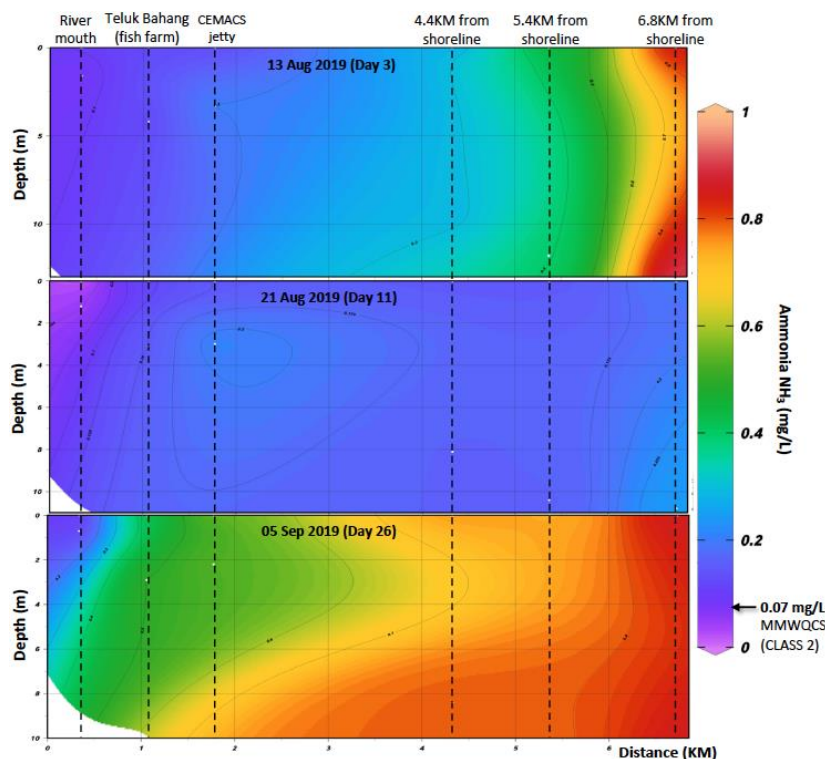 River mouth
Teluk Bahang (fish farm)
CEMACS jetty
4.4KM from shoreline
5.4KM from shoreline
6.8KM from shoreline
13 Aug 2019 (Day 3)
Depth (m)
0
5
10
21 Aug 2019 (Day 11)
Depth (m)
0
2
4
6
8
10
05 Sep 2019 (Day 26)
Depth (m)
0
2
4
6
8
10
0
1
2
3
4
5
6
Distance (KM)
1
0.8
0.6
0.4
0.2
0
Ammonia NH₃ (mg/L)
0.07 mg/L
MMWQCS
(CLASS 2)